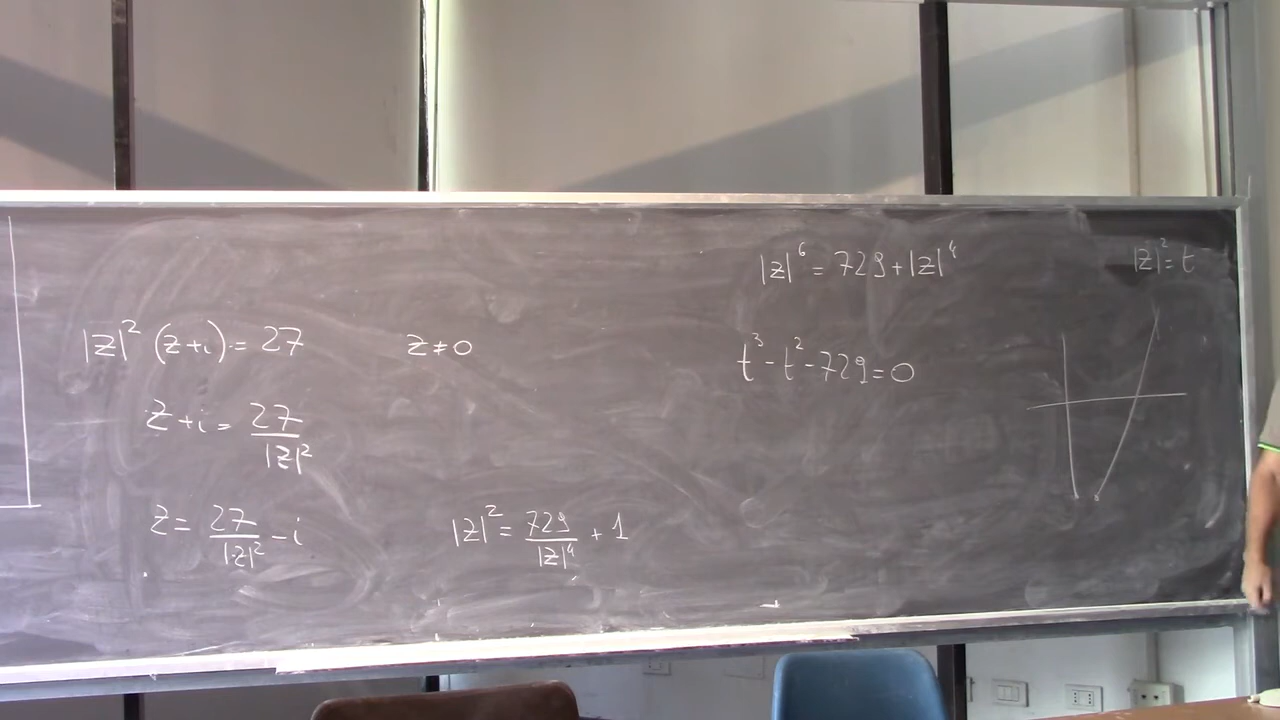 |z|² (z+i) = 27
z ≠ 0
z+i = 27/|z|²
z = 27/|z|² - i
|z|² = 729/|z|⁴ + 1
|z|⁶ = 729 + |z|⁴
|z|² = t
t³ - t² - 729 = 0